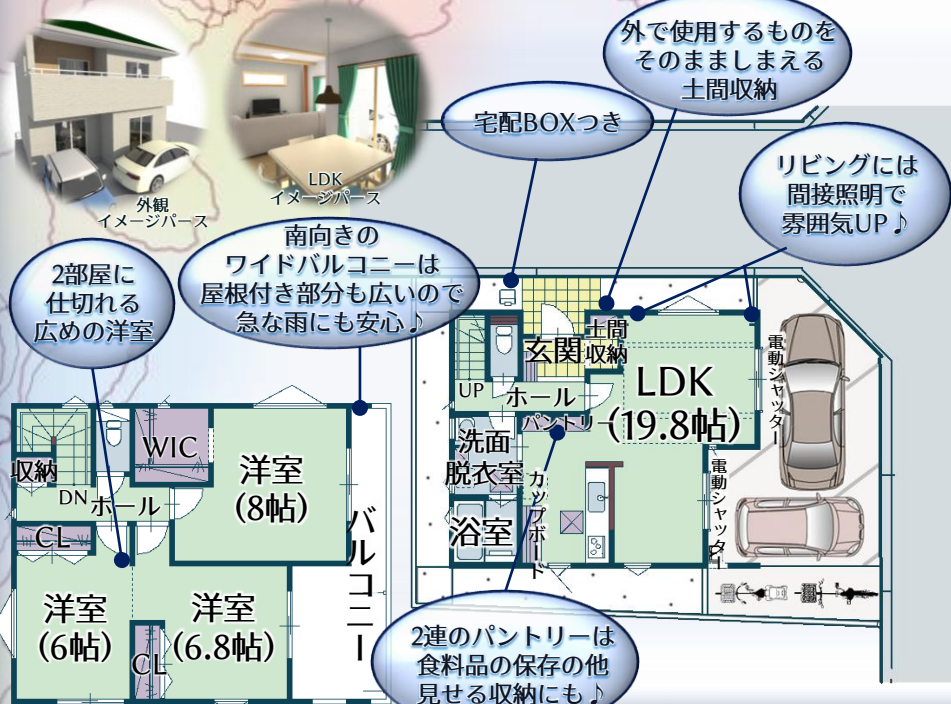 外で使用するものを
そのまましまえる
土間収納
宅配BOXつき
リビングには
間接照明で
雰囲気UP♪
LDK
イメージパース
外観
イメージパース
南向きの
ワイドバルコニーは
屋根付き部分も広いので
急な雨にも安心♪
2部屋に
仕切れる
広めの洋室
土間
収納
玄関
UP
ホール
LDK
(19.8帖)
パントリー
洗面
脱衣室
浴室
カップボード
電動シャッター
電動シャッター
収納
WIC
洋室
(8帖)
DN
ホール
CL
バルコニー
洋室
(6帖)
洋室
(6.8帖)
CL
2連のパントリーは
食料品の保存の他
見せる収納にも♪